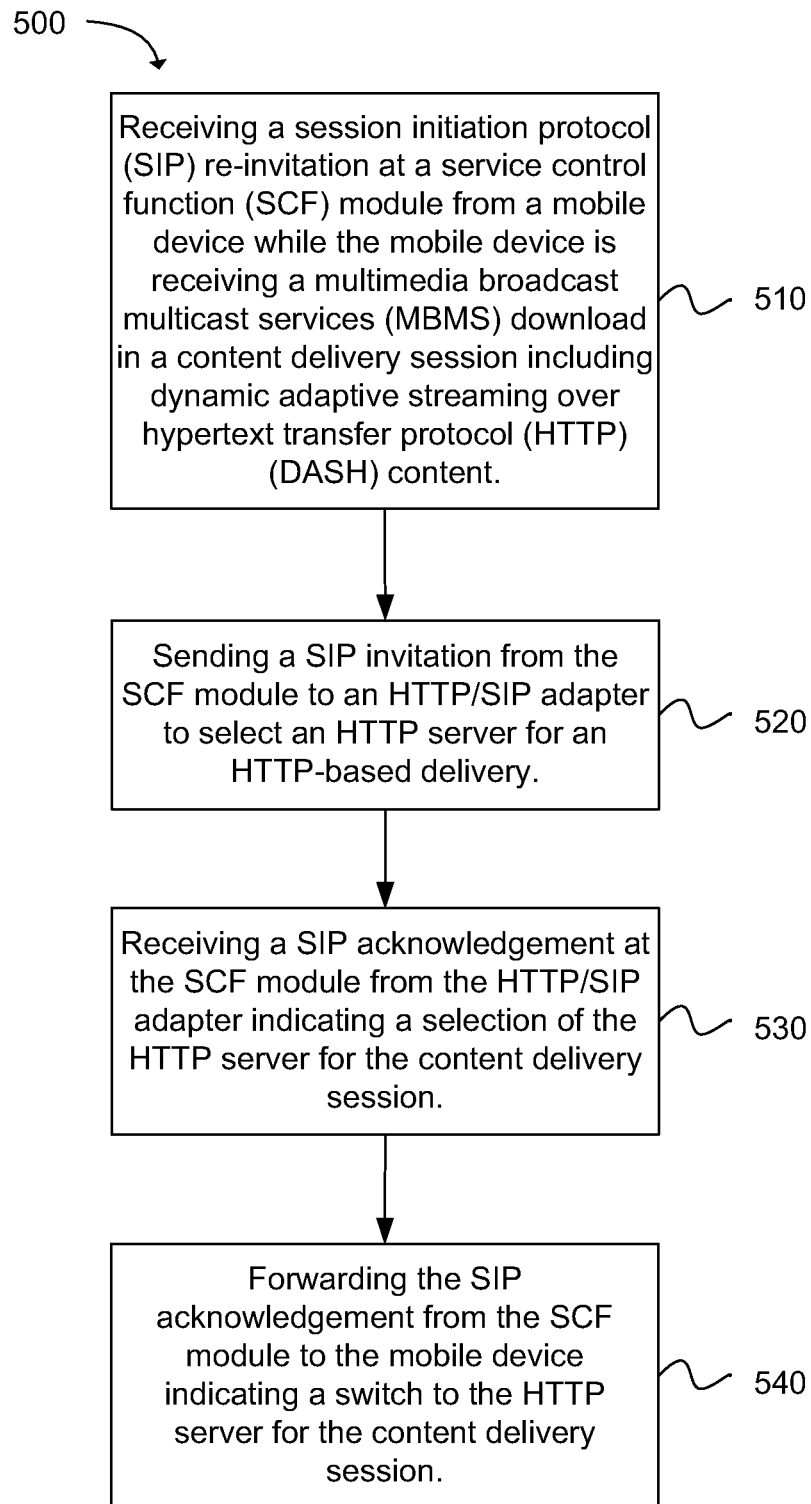 500
Receiving a session initiation protocol
(SIP) re-invitation at a service control
function (SCF) module from a mobile
device while the mobile device is
receiving a multimedia broadcast
multicast services (MBMS) download
in a content delivery session including
dynamic adaptive streaming over
hypertext transfer protocol (HTTP)
(DASH) content.
510
Sending a SIP invitation from the
SCF module to an HTTP/SIP adapter
to select an HTTP server for an
HTTP-based delivery.
520
Receiving a SIP acknowledgement at
the SCF module from the HTTP/SIP
adapter indicating a selection of the
HTTP server for the content delivery
session.
530
Forwarding the SIP
acknowledgement from the SCF
module to the mobile device
indicating a switch to the HTTP
server for the content delivery
session.
540